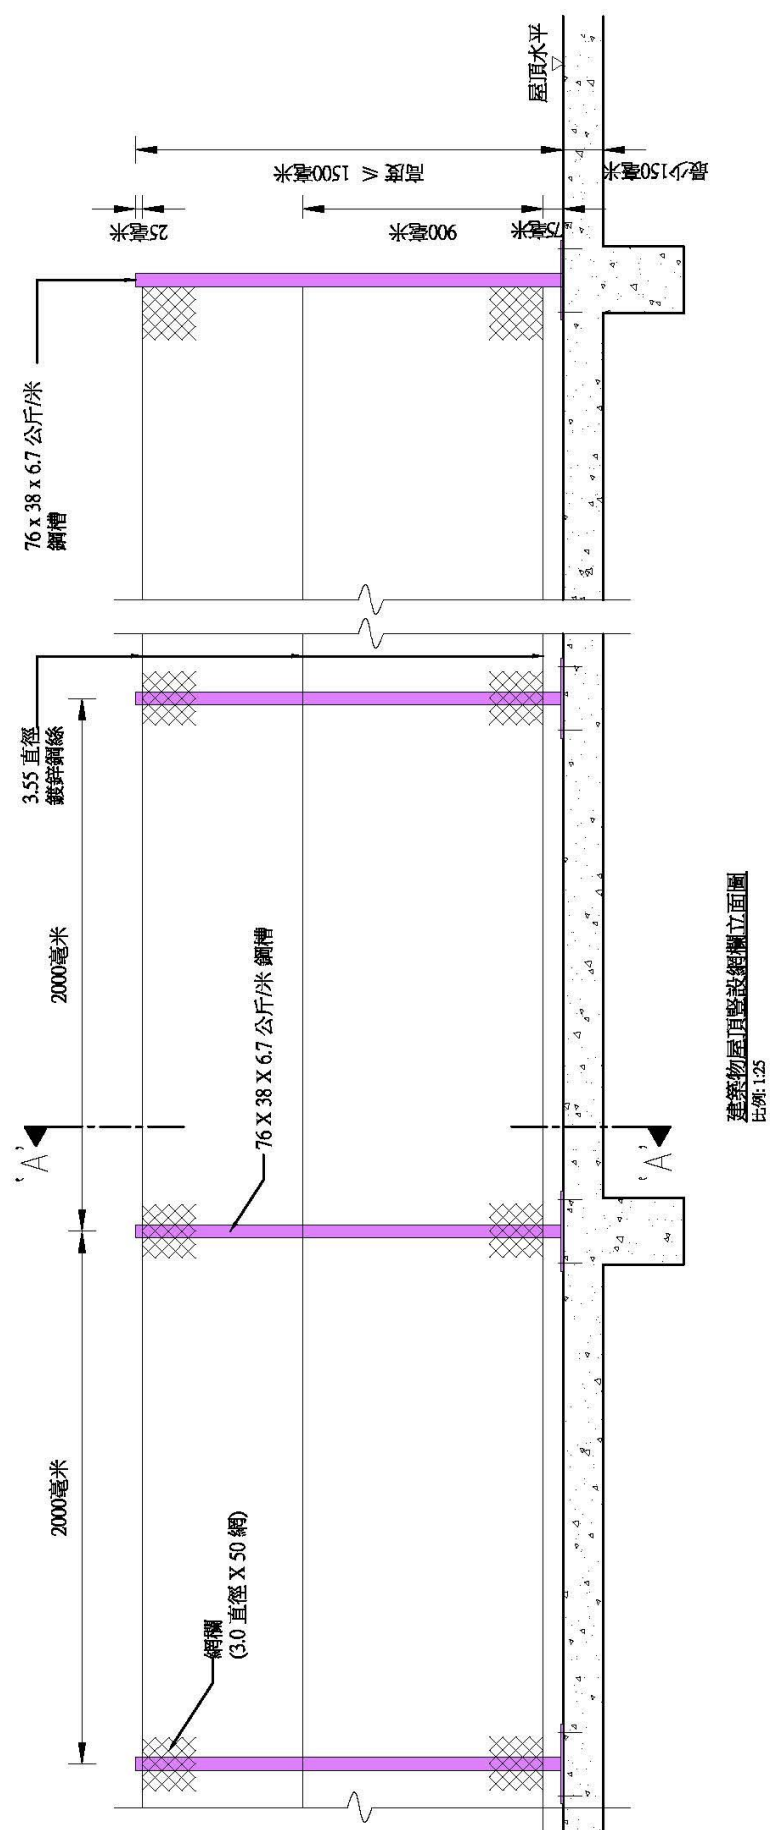 2000毫米
2000毫米
3.55 直徑
鍍鋅鋼絲
76 x 38 x 6.7 公斤/米
鋼槽
網欄
(3.0 直徑 X 50 網)
76 X 38 X 6.7 公斤/米 鋼槽
'A'
'A'
25毫米
900毫米
75毫米
高度 ≤ 1500毫米
最少150毫米
屋頂水平
建築物屋頂豎設網欄立面圖
比例: 1:25